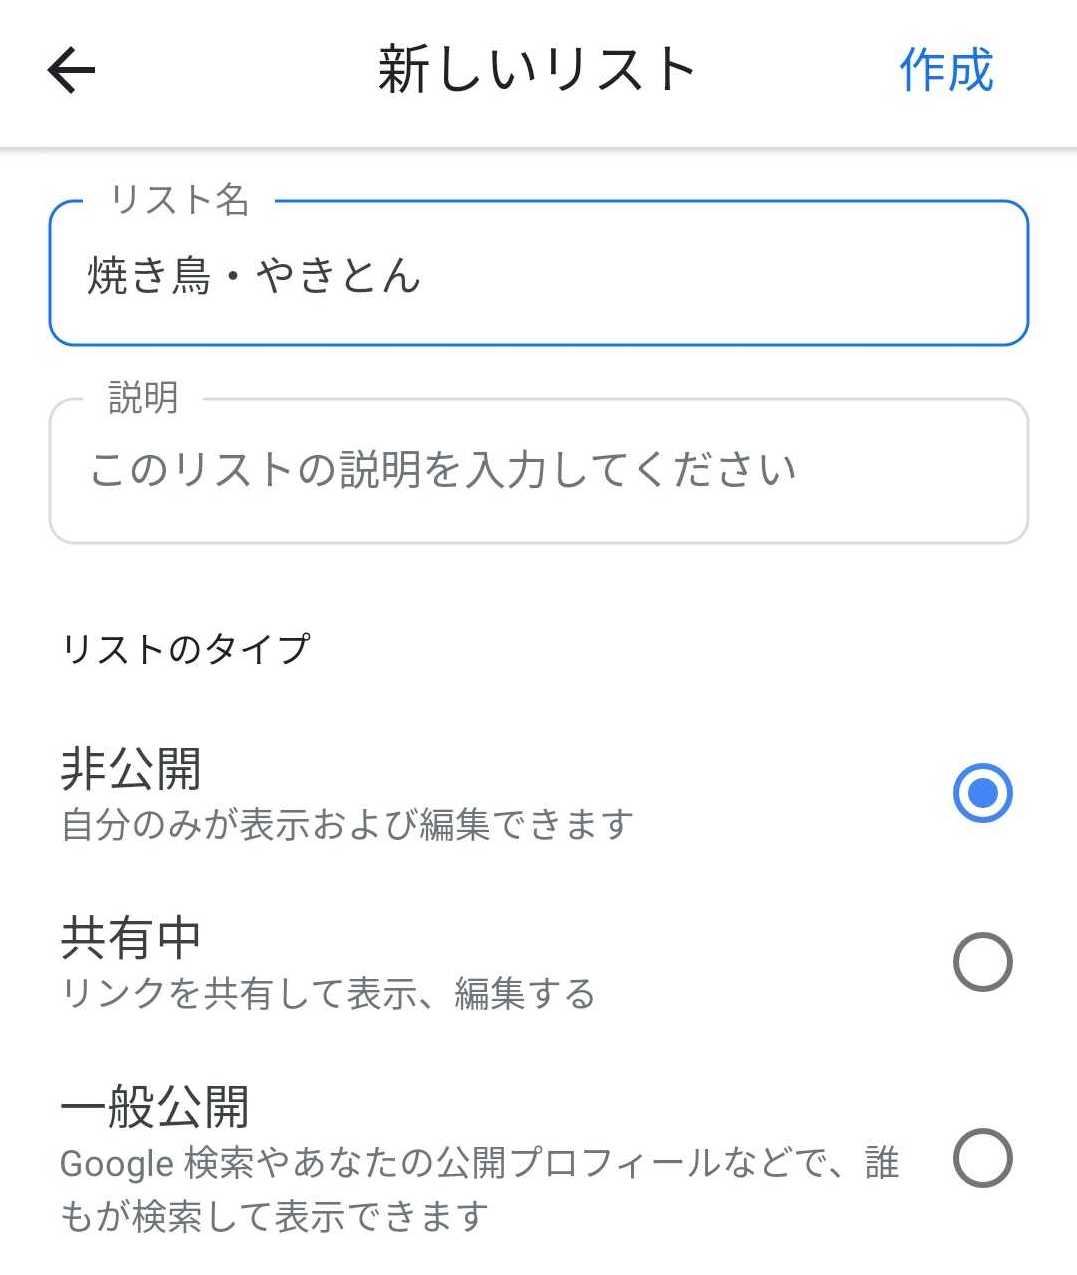 新しいリスト
作成
リスト名
焼き鳥・やきとん
説明
このリストの説明を入力してください
リストのタイプ
非公開
自分のみが表示および編集できます
共有中
リンクを共有して表示、編集する
一般公開
Google 検索やあなたの公開プロフィールなどで、誰
もが検索して表示できます